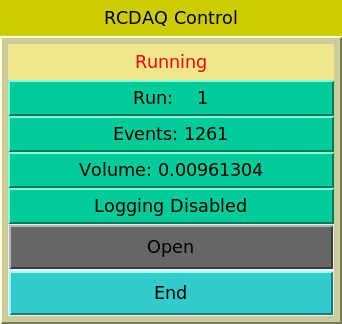 RCDAQ Control
Running
Run:    1
Events: 1261
Volume: 0.00961304
Logging Disabled
Open
End